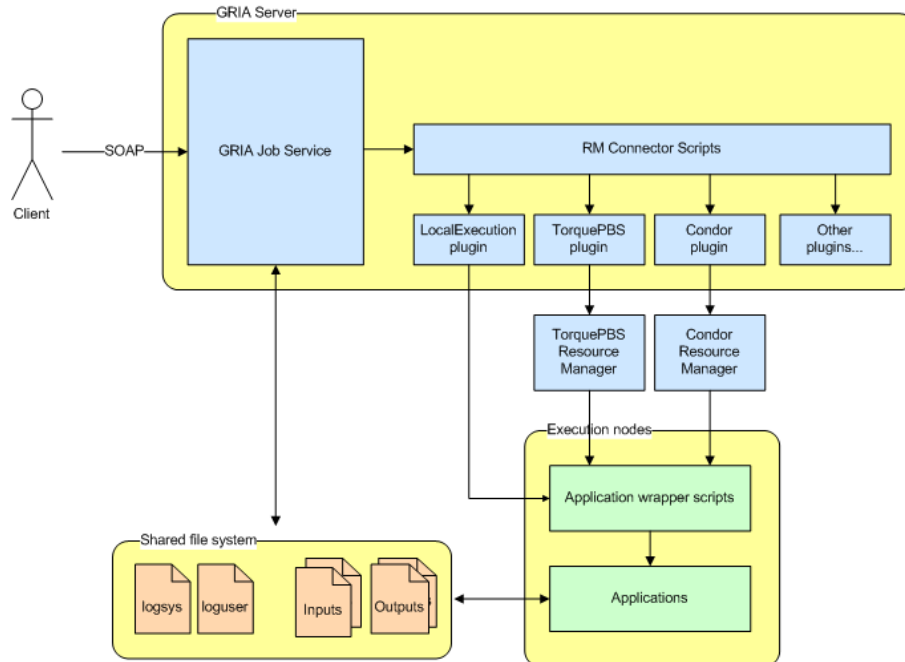 GRIA Server
SOAP
GRIA Job Service
RM Connector Scripts
Client
LocalExecution
plugin
TorquePBS
plugin
Condor
plugin
Other
plugins...
TorquePBS
Resource
Manager
Condor
Resource
Manager
Execution nodes
Application wrapper scripts
Shared file system
logsys
loguser
Inputs
Outputs
Applications